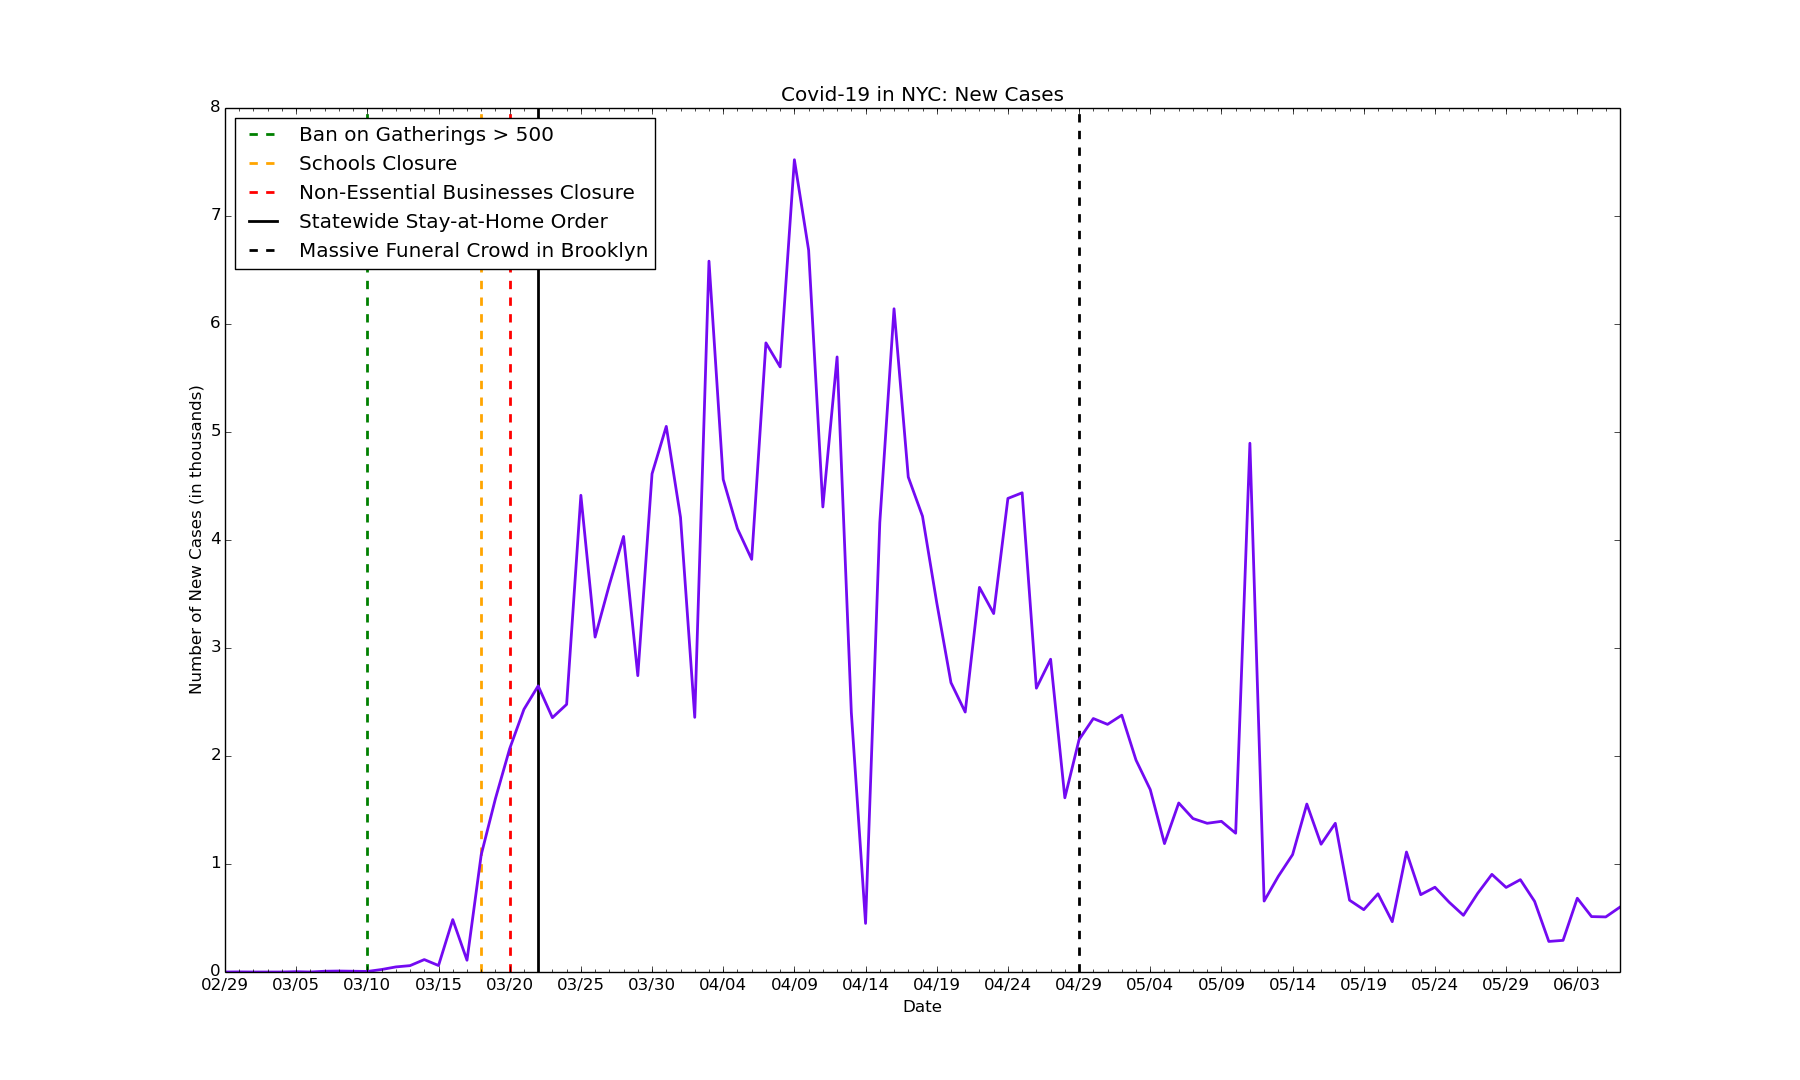 Covid-19 in NYC: New Cases
8
7
6
5
4
3
2
1
0
Number of New Cases (in thousands)
Ban on Gatherings > 500
Schools Closure
Non-Essential Businesses Closure
Statewide Stay-at-Home Order
Massive Funeral Crowd in Brooklyn
02/29 03/05 03/10 03/15 03/20 03/25 03/30 04/04 04/09 04/14 04/19 04/24 04/29 05/04 05/09 05/14 05/19 05/24 05/29 06/03
Date